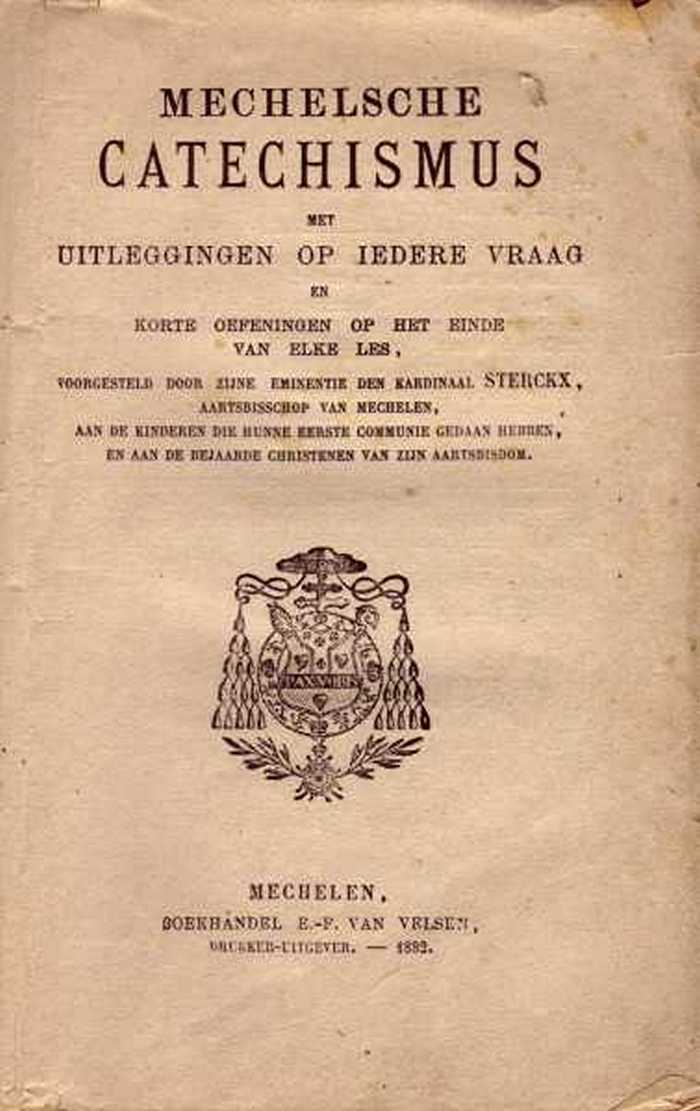 MECHELSCHE
CATECHISMUS
MET
UITLEGGINGEN OP IEDERE VRAAG
EN
KORTE OEFENINGEN OP HET EINDE
VAN ELKE LES,
VOORGESTELD DOOR ZIJNE EMINENTIE DEN KARDINAAL STERCKX,
AARTSBISSCHOP VAN MECHELEN,
AAN DE KINDEREN DIE HUNNE EERSTE COMMUNIE GEDAAN HEBBEN,
EN AAN DE BEJAARDE CHRISTENEN VAN ZIJN AARTSBISDOM.
PAX VOBIS
MECHELEN,
BOEKHANDEL E.-F. VAN VELSEN,
DRUKKER-UITGEVER. — 1882.